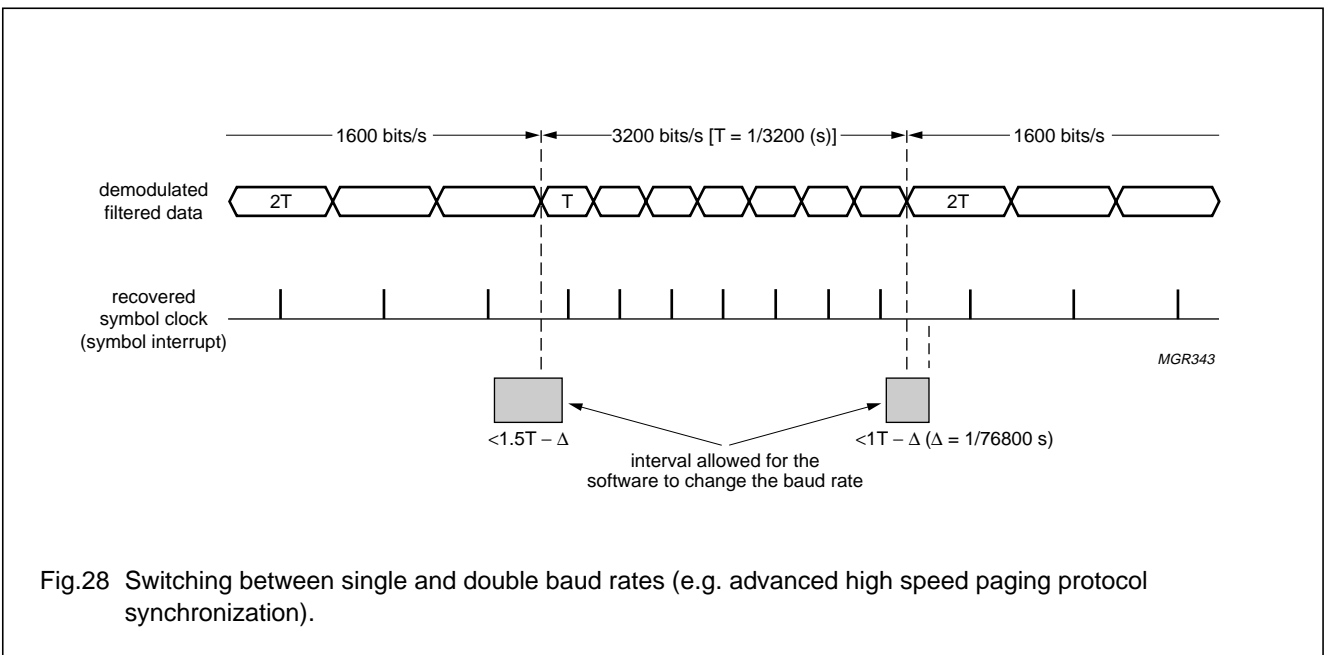 1600 bits/s
3200 bits/s [T = 1/3200 (s)]
1600 bits/s
demodulated
filtered data
2T
T
2T
recovered
symbol clock
(symbol interrupt)
MGR343
<1.5T − Δ
<1T − Δ (Δ = 1/76800 s)
interval allowed for the
software to change the baud rate
Fig.28 Switching between single and double baud rates (e.g. advanced high speed paging protocol
synchronization).